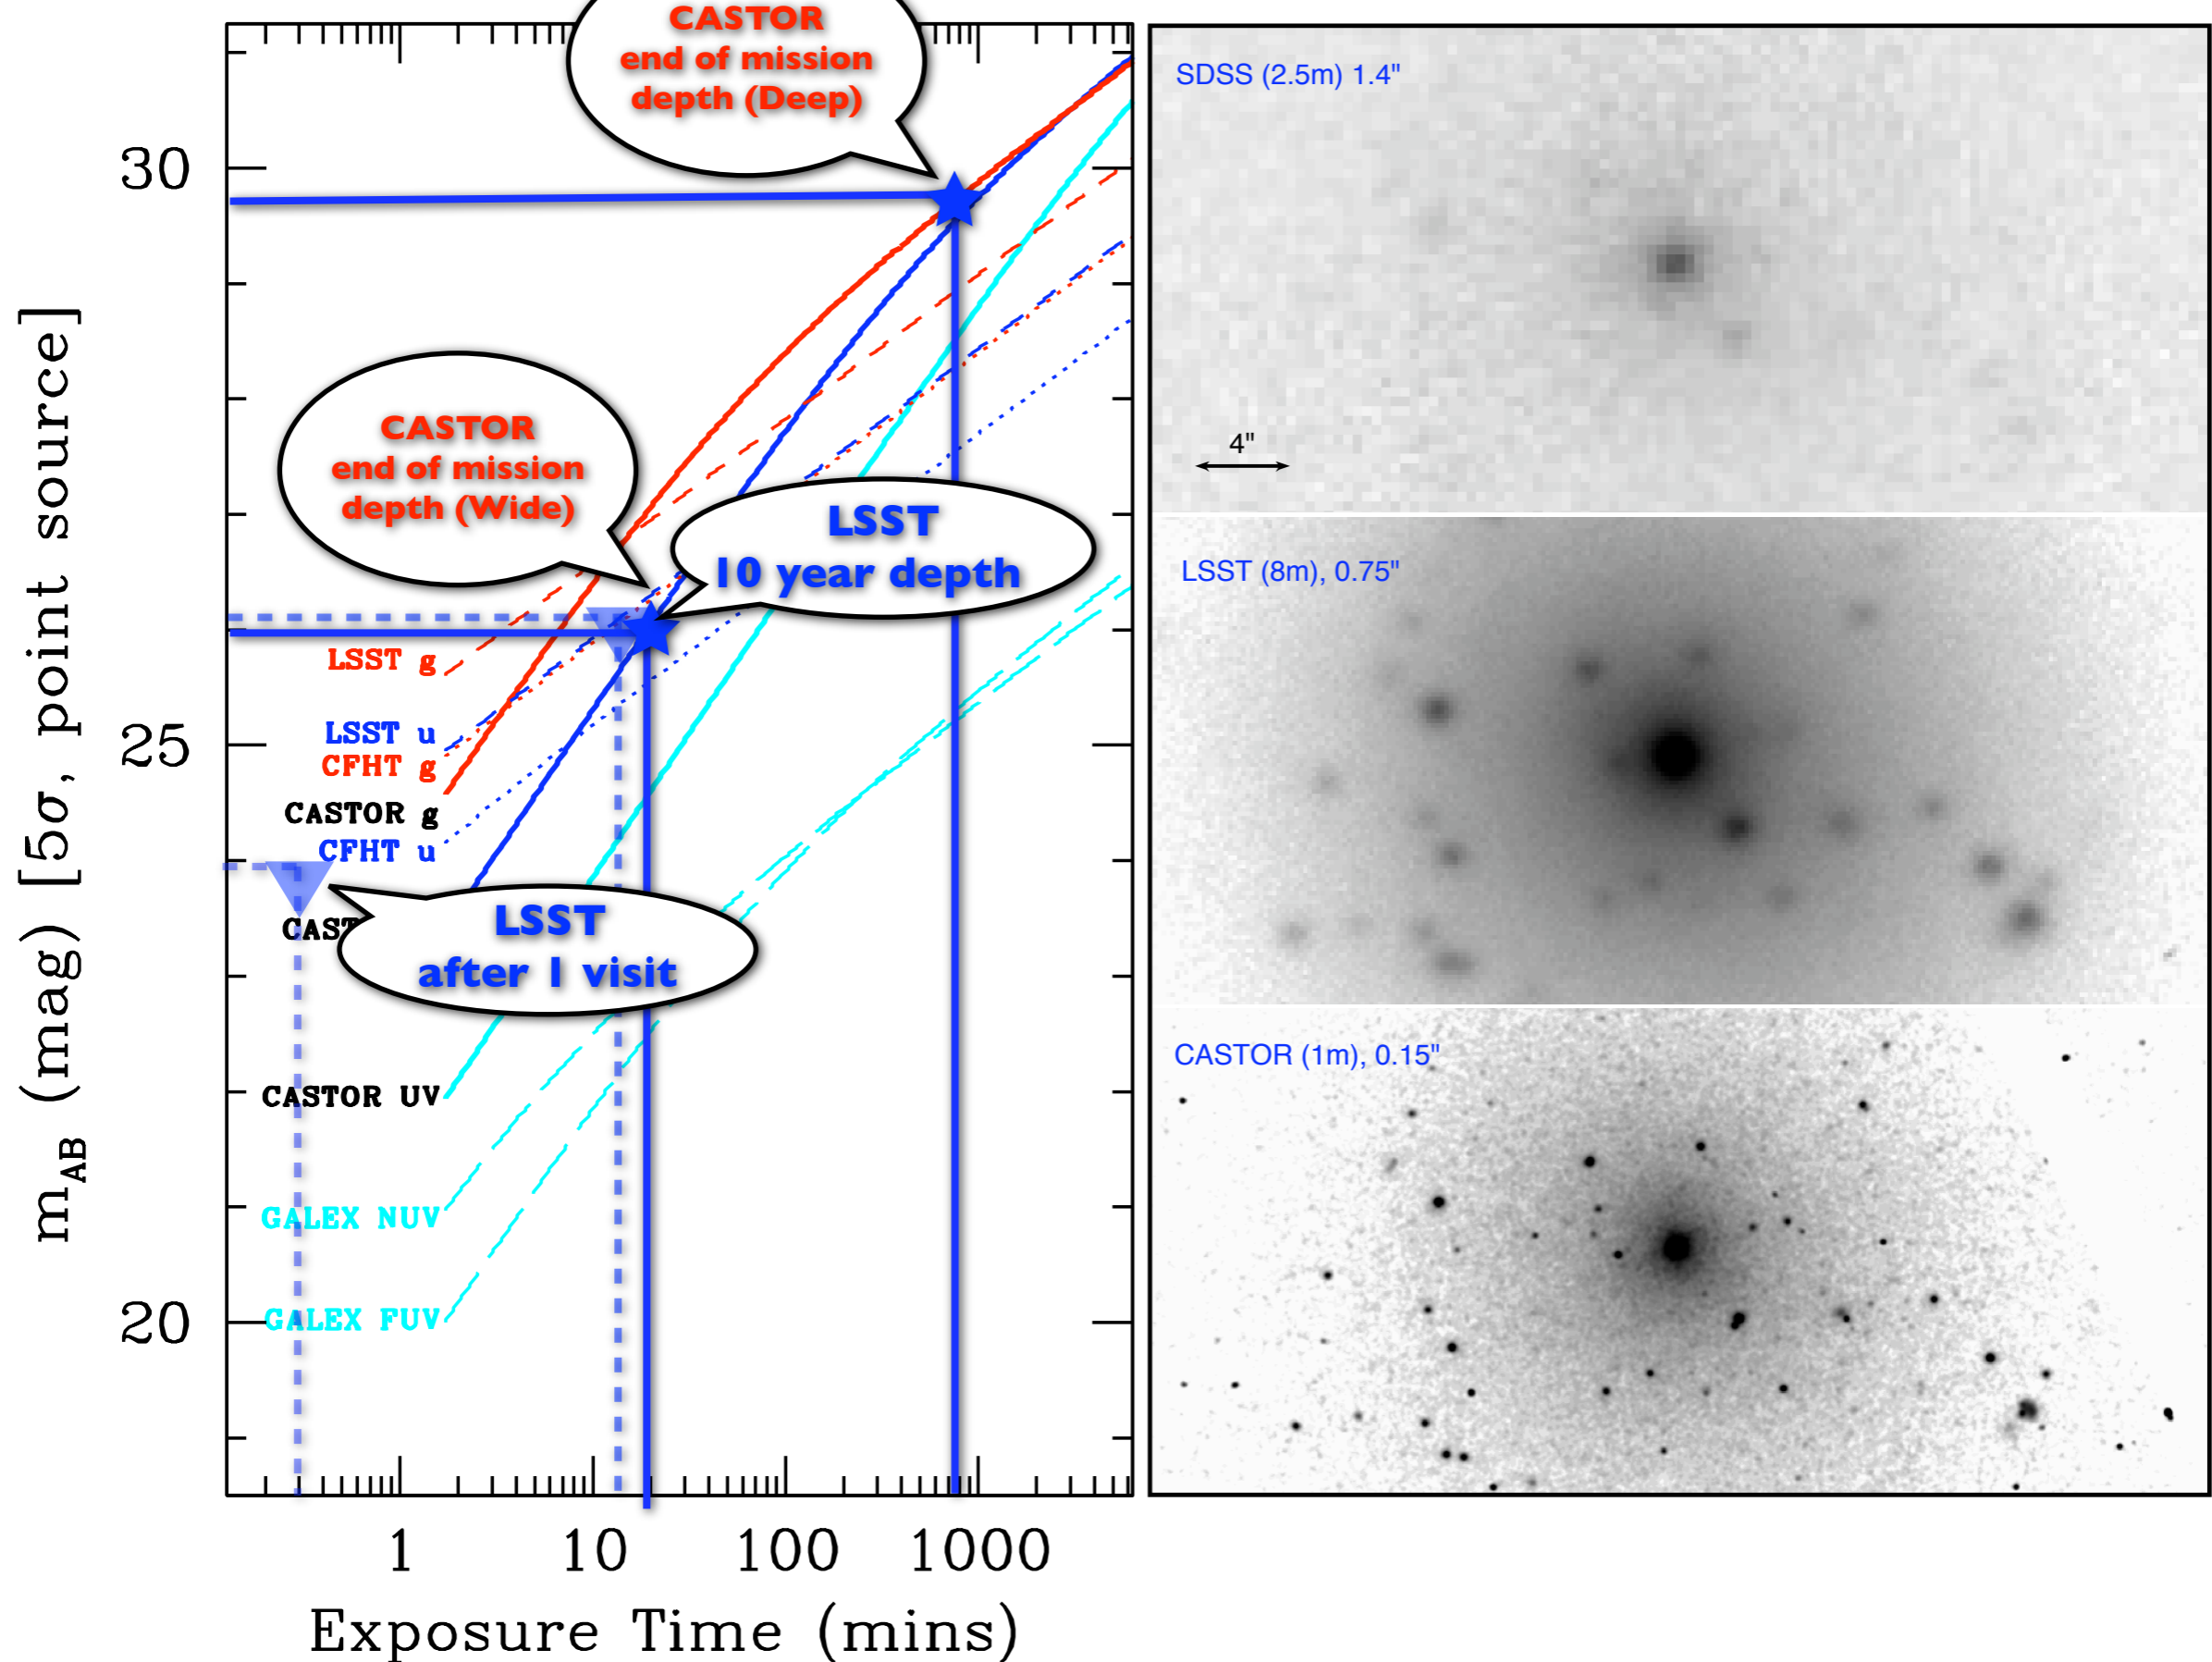 CASTOR
end of mission
depth (Deep)
30
CASTOR
end of mission
depth (Wide)
LSST
10 year depth
LSST g
LSST u
CFHT g
CASTOR g
CFHT u
25
LSST
after 1 visit
CASTOR UV
GALEX NUV
GALEX FUV
20
m_AB (mag) [5σ, point source]
1 10 100 1000
Exposure Time (mins)
SDSS (2.5m) 1.4"
4"
LSST (8m), 0.75"
CASTOR (1m), 0.15"